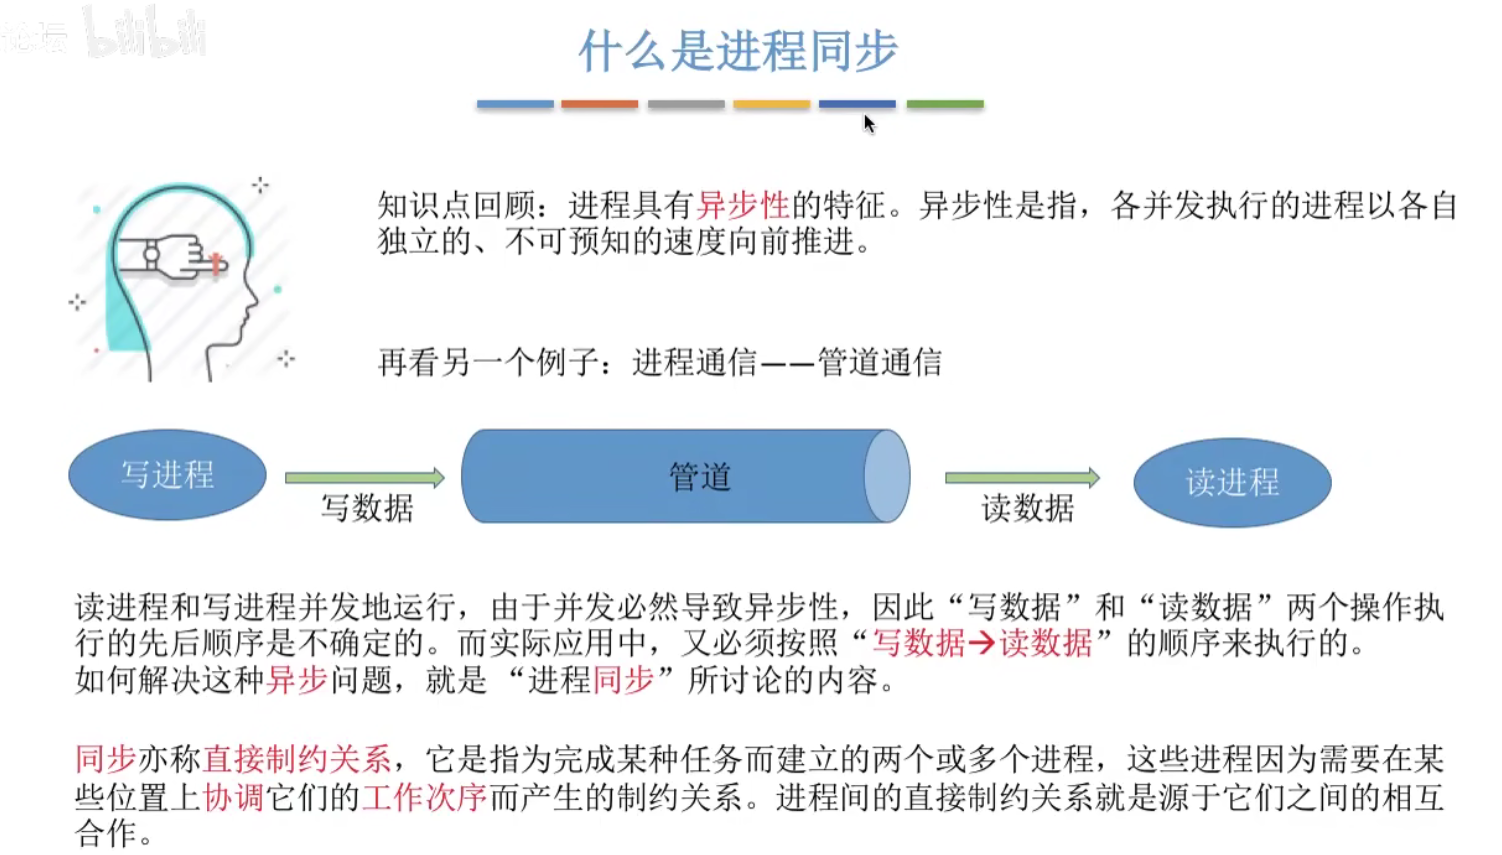 论坛 bilibili
什么是进程同步
知识点回顾：进程具有异步性的特征。异步性是指，各并发执行的进程以各自
独立的、不可预知的速度向前推进。
再看另一个例子：进程通信——管道通信
写进程
写数据
管道
读数据
读进程
读进程和写进程并发地运行，由于并发必然导致异步性，因此“写数据”和“读数据”两个操作执
行的先后顺序是不确定的。而实际应用中，又必须按照“写数据→读数据”的顺序来执行的。
如何解决这种异步问题，就是 “进程同步”所讨论的内容。
同步亦称直接制约关系，它是指为完成某种任务而建立的两个或多个进程，这些进程因为需要在某
些位置上协调它们的工作次序而产生的制约关系。进程间的直接制约关系就是源于它们之间的相互
合作。